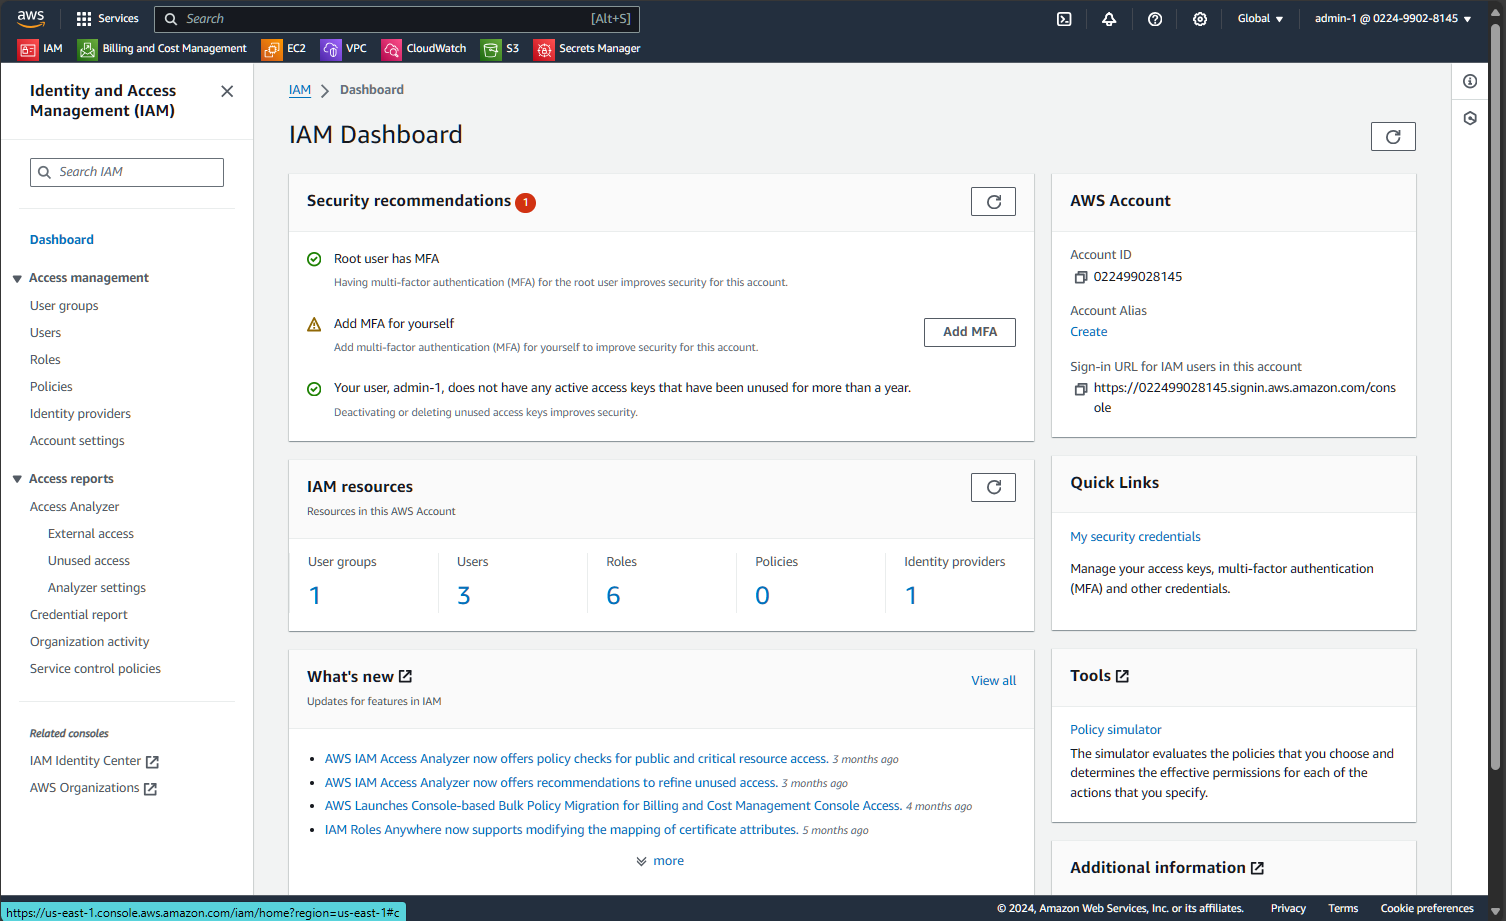 aws
Services
Search
[Alt+S]
Global
admin-1 @ 0224-9902-8145
IAM
Billing and Cost Management
EC2
VPC
CloudWatch
S3
Secrets Manager
Identity and Access
Management (IAM)
Search IAM
Dashboard
Access management
User groups
Users
Roles
Policies
Identity providers
Account settings
Access reports
Access Analyzer
External access
Unused access
Analyzer settings
Credential report
Organization activity
Service control policies
Related consoles
IAM Identity Center
AWS Organizations
IAM
Dashboard
IAM Dashboard
Security recommendations 1
Root user has MFA
Having multi-factor authentication (MFA) for the root user improves security for this account.
Add MFA for yourself
Add multi-factor authentication (MFA) for yourself to improve security for this account.
Add MFA
Your user, admin-1, does not have any active access keys that have been unused for more than a year.
Deactivating or deleting unused access keys improves security.
IAM resources
Resources in this AWS Account
User groups
1
Users
3
Roles
6
Policies
0
Identity providers
1
What's new
View all
Updates for features in IAM
AWS IAM Access Analyzer now offers policy checks for public and critical resource access. 3 months ago
AWS IAM Access Analyzer now offers recommendations to refine unused access. 3 months ago
AWS Launches Console-based Bulk Policy Migration for Billing and Cost Management Console Access. 4 months ago
IAM Roles Anywhere now supports modifying the mapping of certificate attributes. 5 months ago
more
AWS Account
Account ID
022499028145
Account Alias
Create
Sign-in URL for IAM users in this account
https://022499028145.signin.aws.amazon.com/cons
ole
Quick Links
My security credentials
Manage your access keys, multi-factor authentication
(MFA) and other credentials.
Tools
Policy simulator
The simulator evaluates the policies that you choose and
determines the effective permissions for each of the
actions that you specify.
Additional information
https://us-east-1.console.aws.amazon.com/iam/home?region=us-east-1#c
© 2024, Amazon Web Services, Inc. or its affiliates.
Privacy
Terms
Cookie preferences